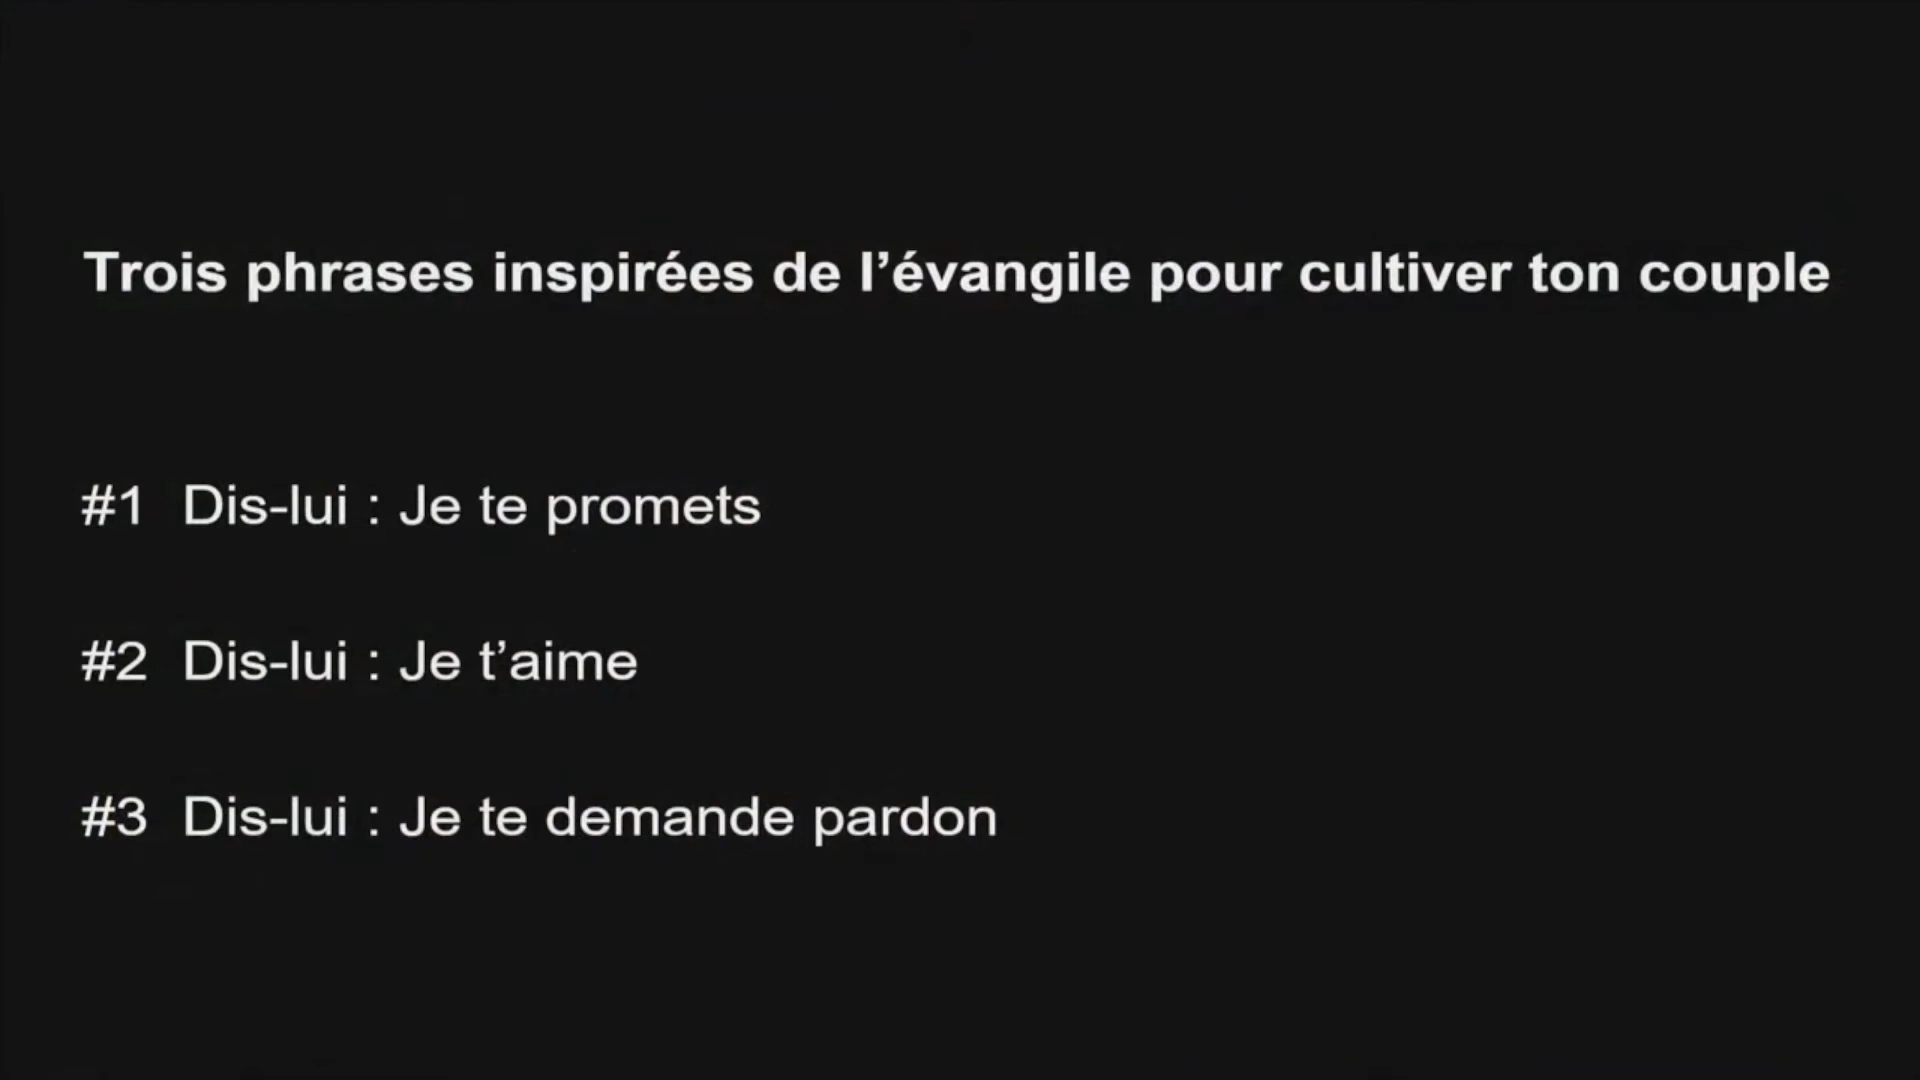 Trois phrases inspirées de l’évangile pour cultiver ton couple
#1 Dis-lui : Je te promets
#2 Dis-lui : Je t’aime
#3 Dis-lui : Je te demande pardon